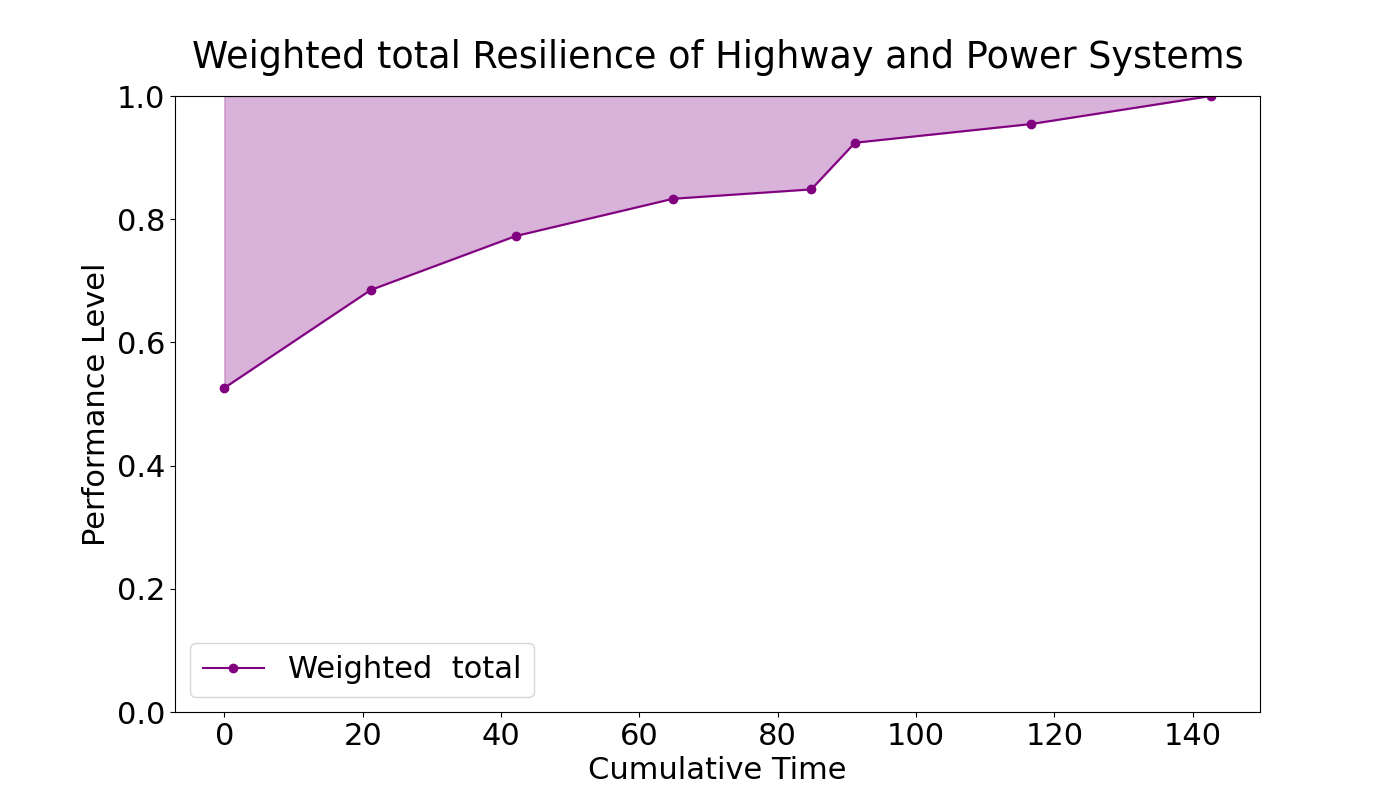 Weighted total Resilience of Highway and Power Systems
1.0
0.8
0.6
0.4
0.2
0.0
Performance Level
Weighted  total
0 20 40 60 80 100 120 140
Cumulative Time